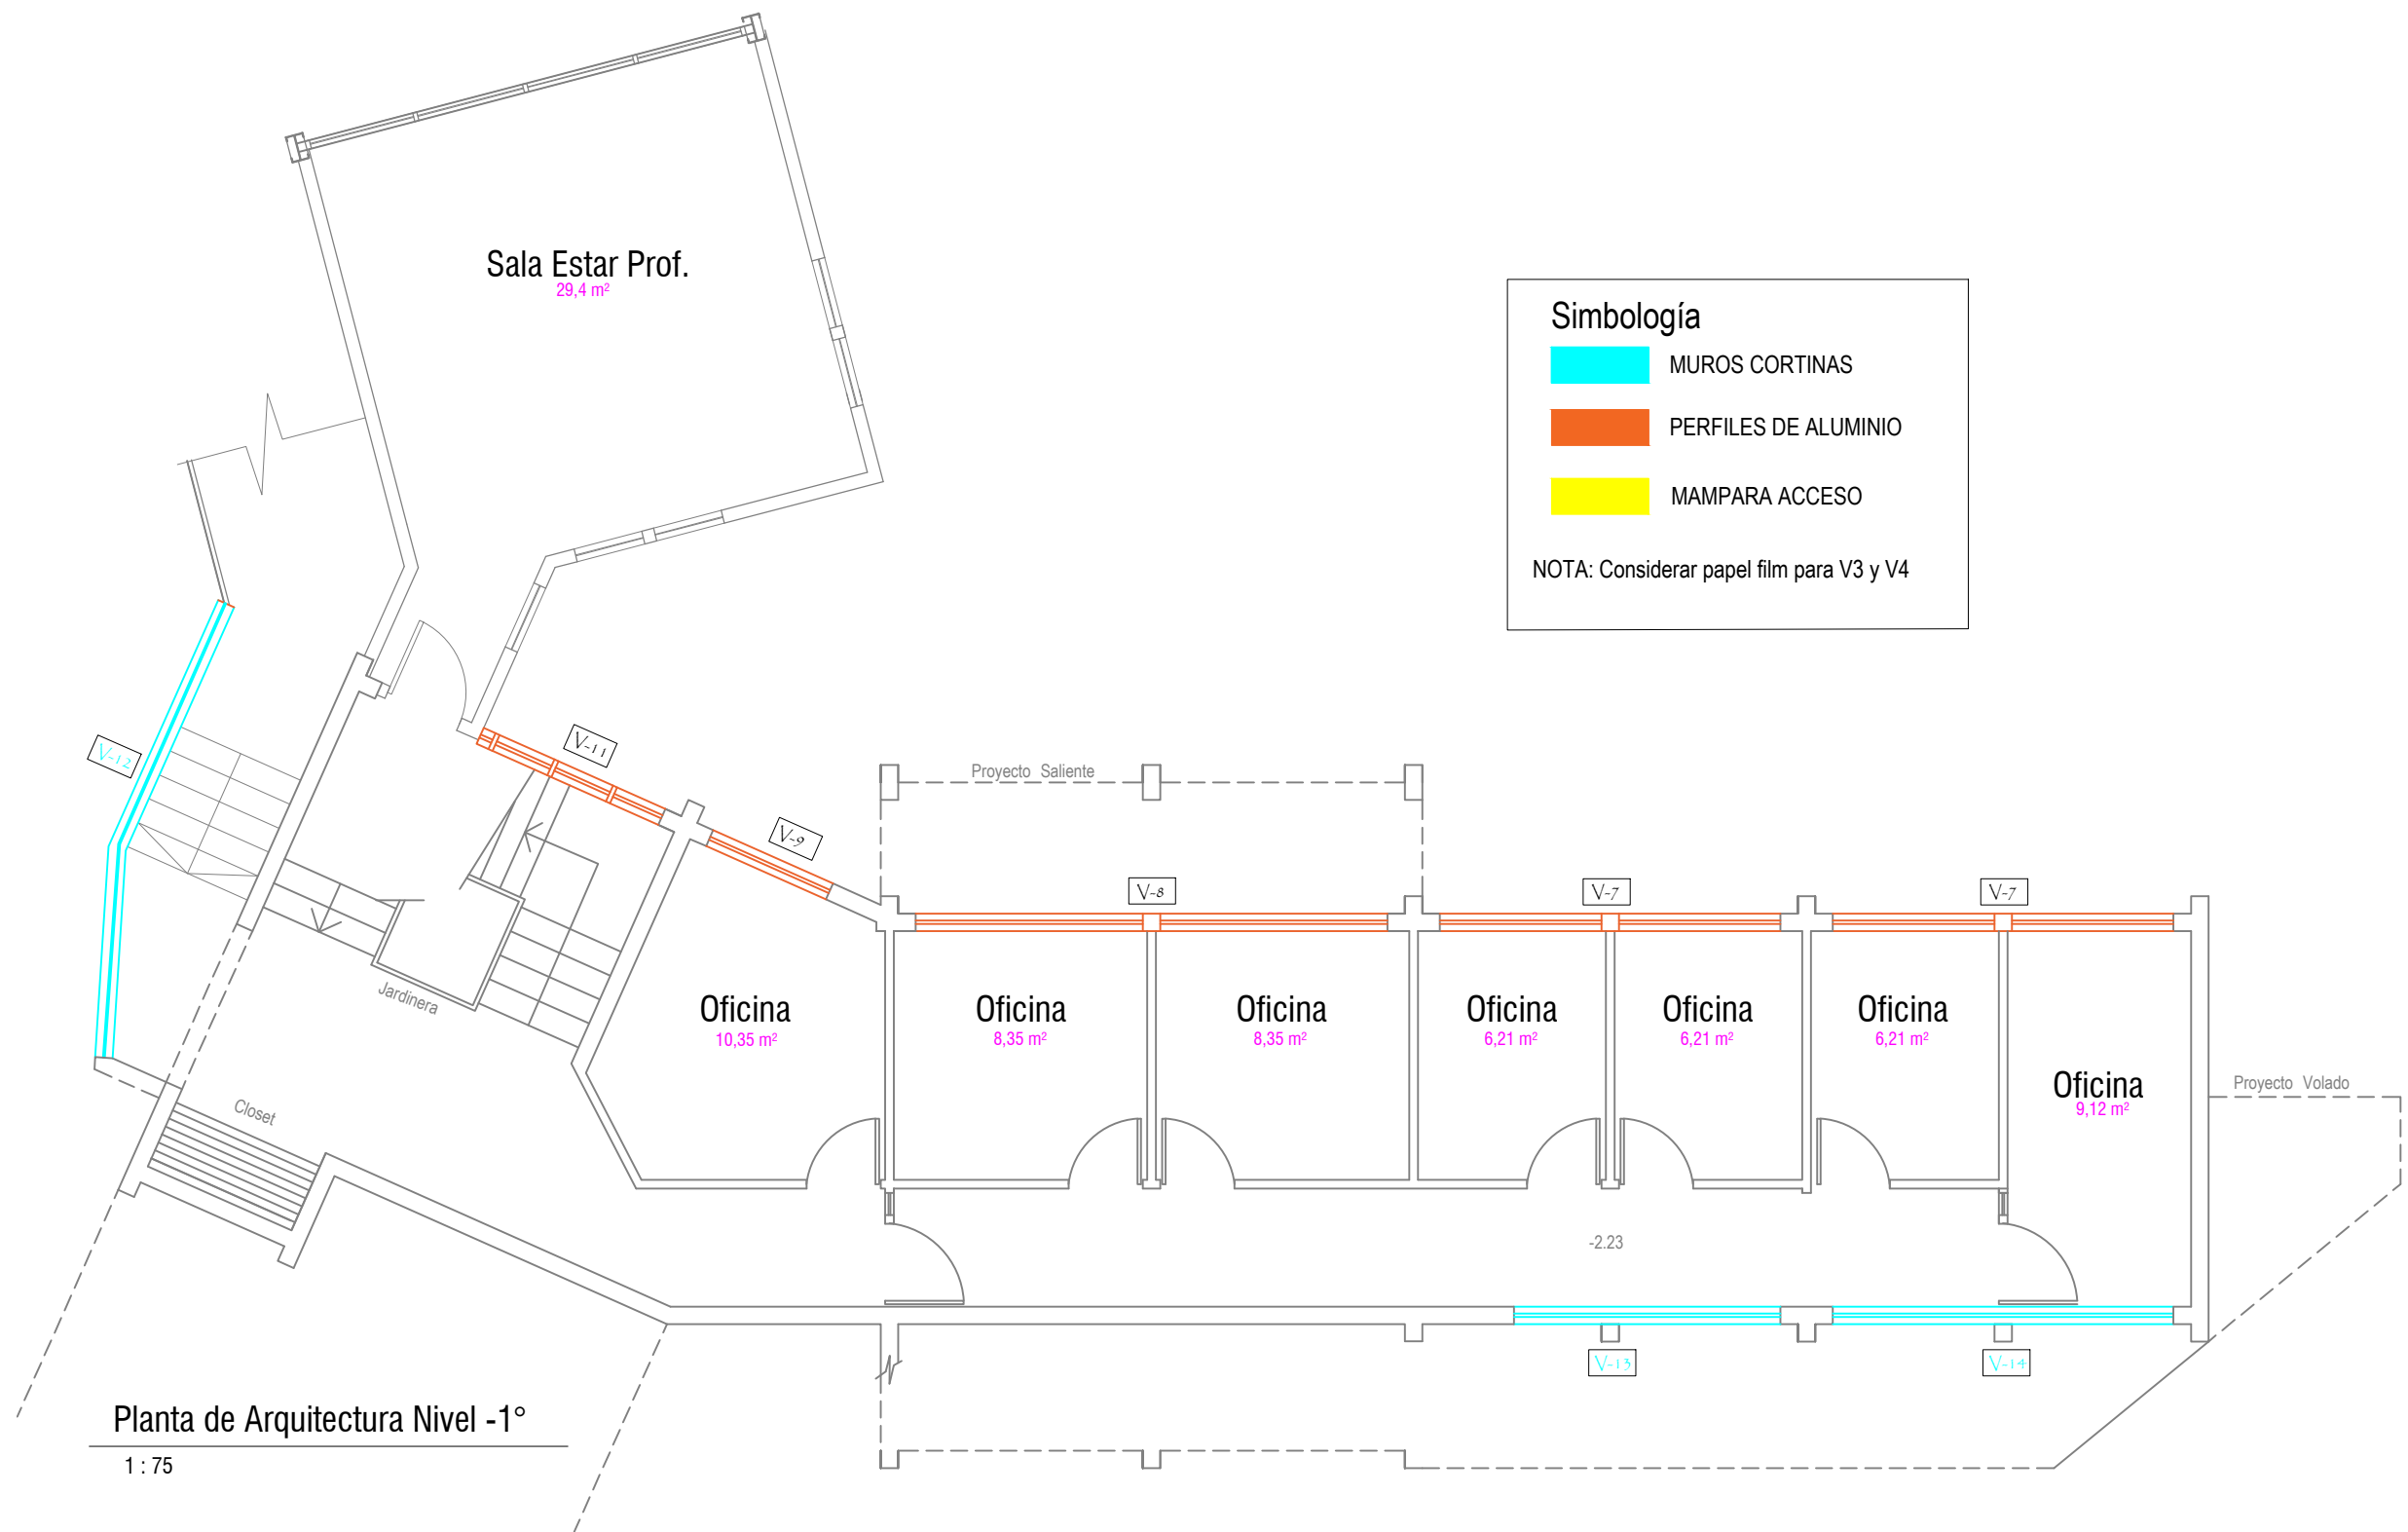 Sala Estar Prof.
29,4 m²
Simbología
MUROS CORTINAS
PERFILES DE ALUMINIO
MAMPARA ACCESO
NOTA: Considerar papel film para V3 y V4
V-12
V-11
V-9
Proyecto Saliente
V-8
V-7
V-7
Jardinera
Closet
Oficina
10,35 m²
Oficina
8,35 m²
Oficina
8,35 m²
Oficina
6,21 m²
Oficina
6,21 m²
Oficina
6,21 m²
Oficina
9,12 m²
Proyecto Volado
-2.23
V-13
V-14
Planta de Arquitectura Nivel -1°
1 : 75